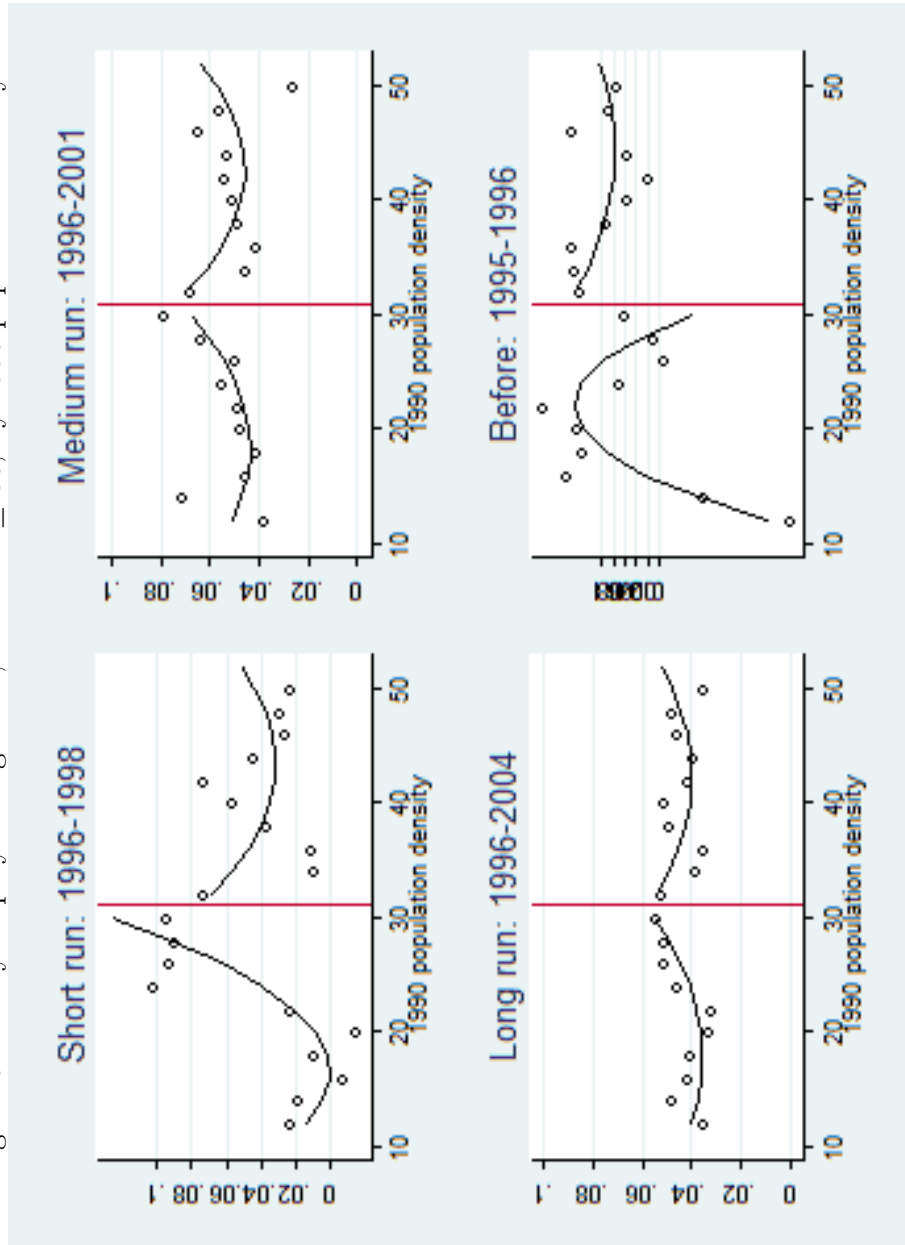 Short run: 1996-1998
0 .02 .04 .06 .08 .1
10 20 30 40 50
1990 population density
Medium run: 1996-2001
0 .02 .04 .06 .08 .1
10 20 30 40 50
1990 population density
Long run: 1996-2004
0 .02 .04 .06 .08 .1
10 20 30 40 50
1990 population density
Before: 1995-1996
10 20 30 40 50
1990 population density